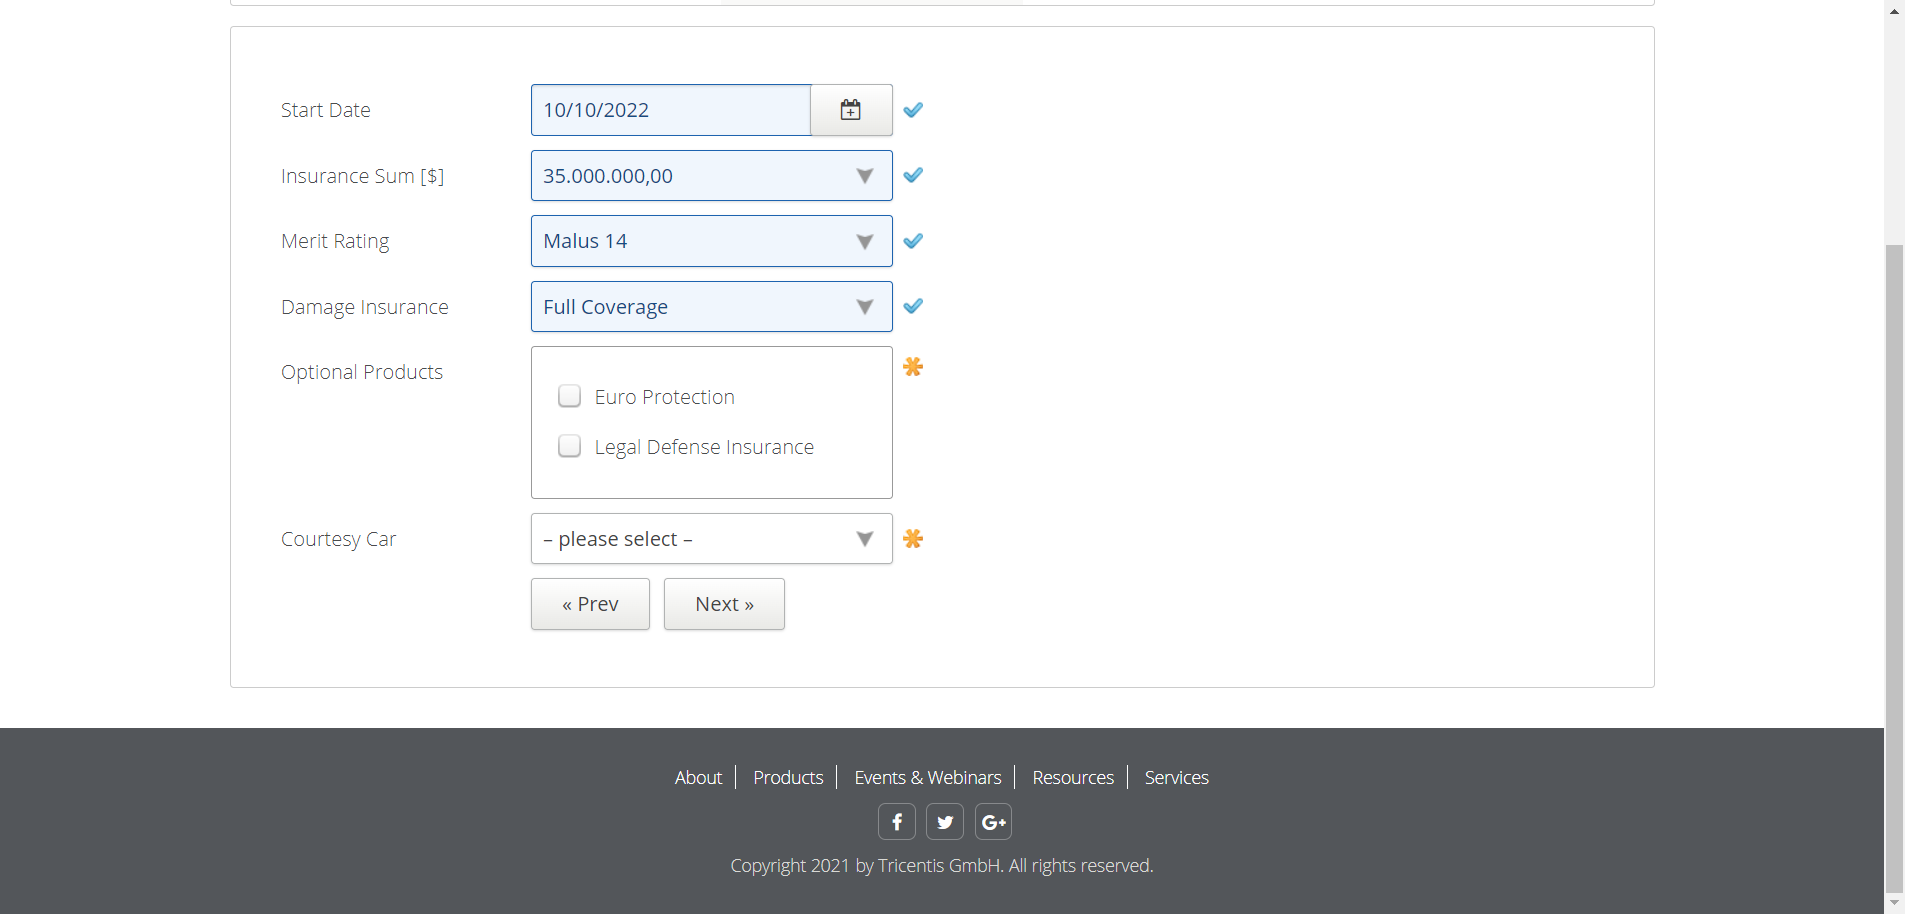 Start Date 10/10/2022
Insurance Sum [$] 35.000.000,00
Merit Rating Malus 14
Damage Insurance Full Coverage
Optional Products
Euro Protection
Legal Defense Insurance
Courtesy Car – please select –
« Prev Next »
About Products Events & Webinars Resources Services
f G+
Copyright 2021 by Tricentis GmbH. All rights reserved.